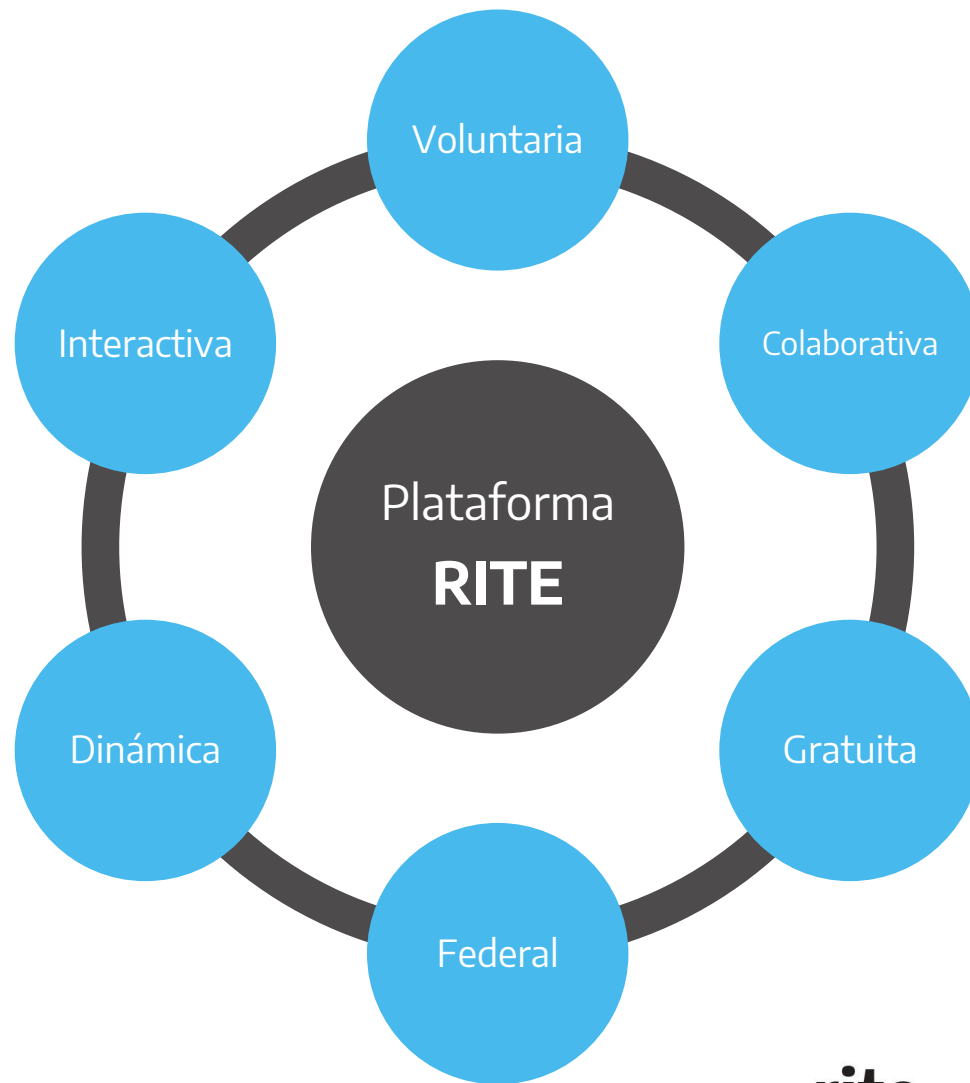 Voluntaria
Interactiva
Colaborativa
Plataforma
RITE
Dinámica
Gratuita
Federal